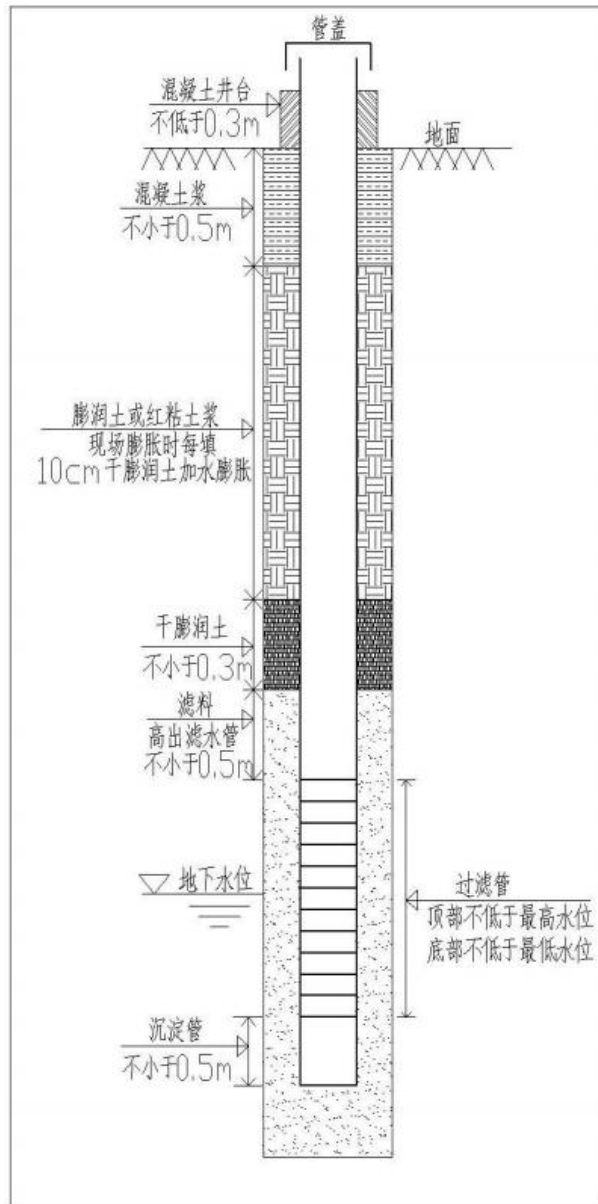 管盖
混凝土井台
不低于0.3m
地面
混凝土浆
不小于0.5m
膨润土或红粘土浆
现场膨胀时每填
10cm干膨润土加水膨胀
干膨润土
不小于0.3m
滤料
高出滤水管
不小于0.5m
地下水位
过滤管
顶部不低于最高水位
底部不低于最低水位
沉淀管
不小于0.5m